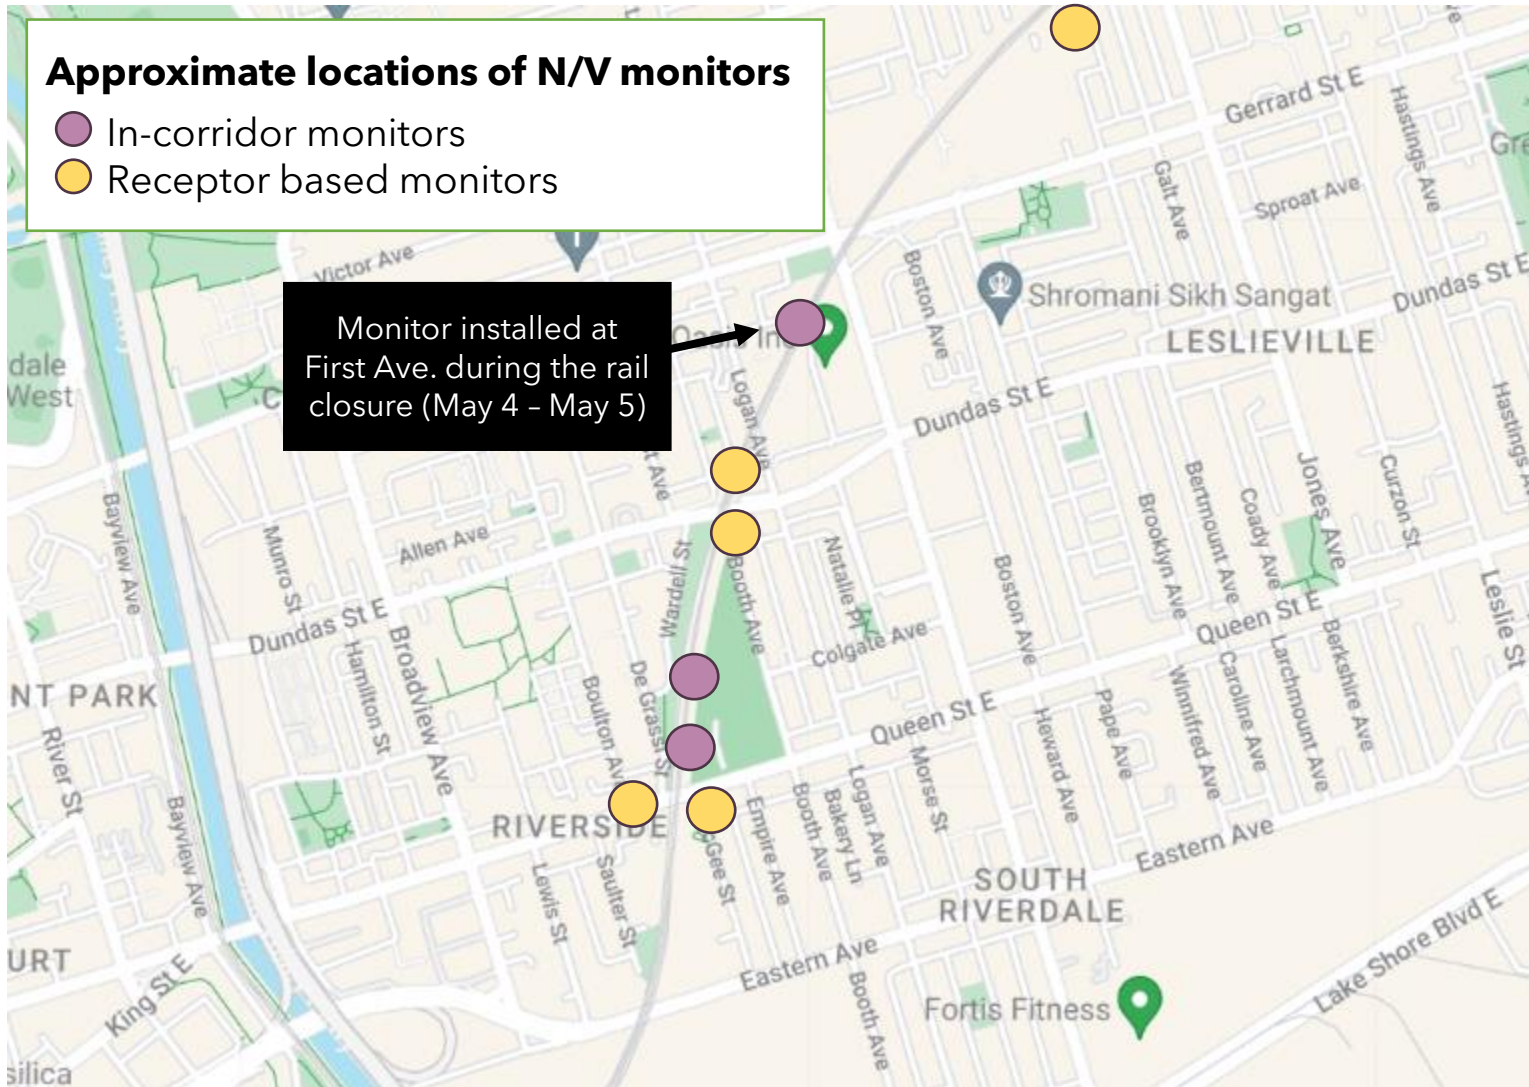 Approximate locations of N/V monitors
In-corridor monitors
Receptor based monitors
Gerrard St E
Hastings Ave
Gre
Galt Ave
Sproat Ave
Victor Ave
Boston Ave
Shromani Sikh Sangat
Dundas St E
LESLIEVILLE
Monitor installed at
First Ave. during the rail
closure (May 4 – May 5)
dale
West
C
Logan Ave
Dundas St E
Hastings A
t Ave
Jones Ave
Curzon St
Bertmount Ave
Coady Ave
Brooklyn Ave
Bayview Ave
Munro St
Allen Ave
Wardell St
Booth Ave
Natalie Pl
Boston Ave
Leslie St
Dundas St E
Broadview Ave
Hamilton St
Colgate Ave
Queen St E
Berkshire Ave
Larchmount Ave
Caroline Ave
Winnifred Ave
NT PARK
River St
De Grassi St
Boulton Ave
Queen St E
Pape Ave
Heward Ave
Morse St
Logan Ave
Bakery Ln
Booth Ave
Empire Ave
Bayview Ave
RIVERSIDE
Gee St
Saulter St
Lewis St
Eastern Ave
SOUTH
RIVERDALE
URT
King St E
Eastern Ave
Booth Ave
Lake Shore Blvd E
Fortis Fitness
silica